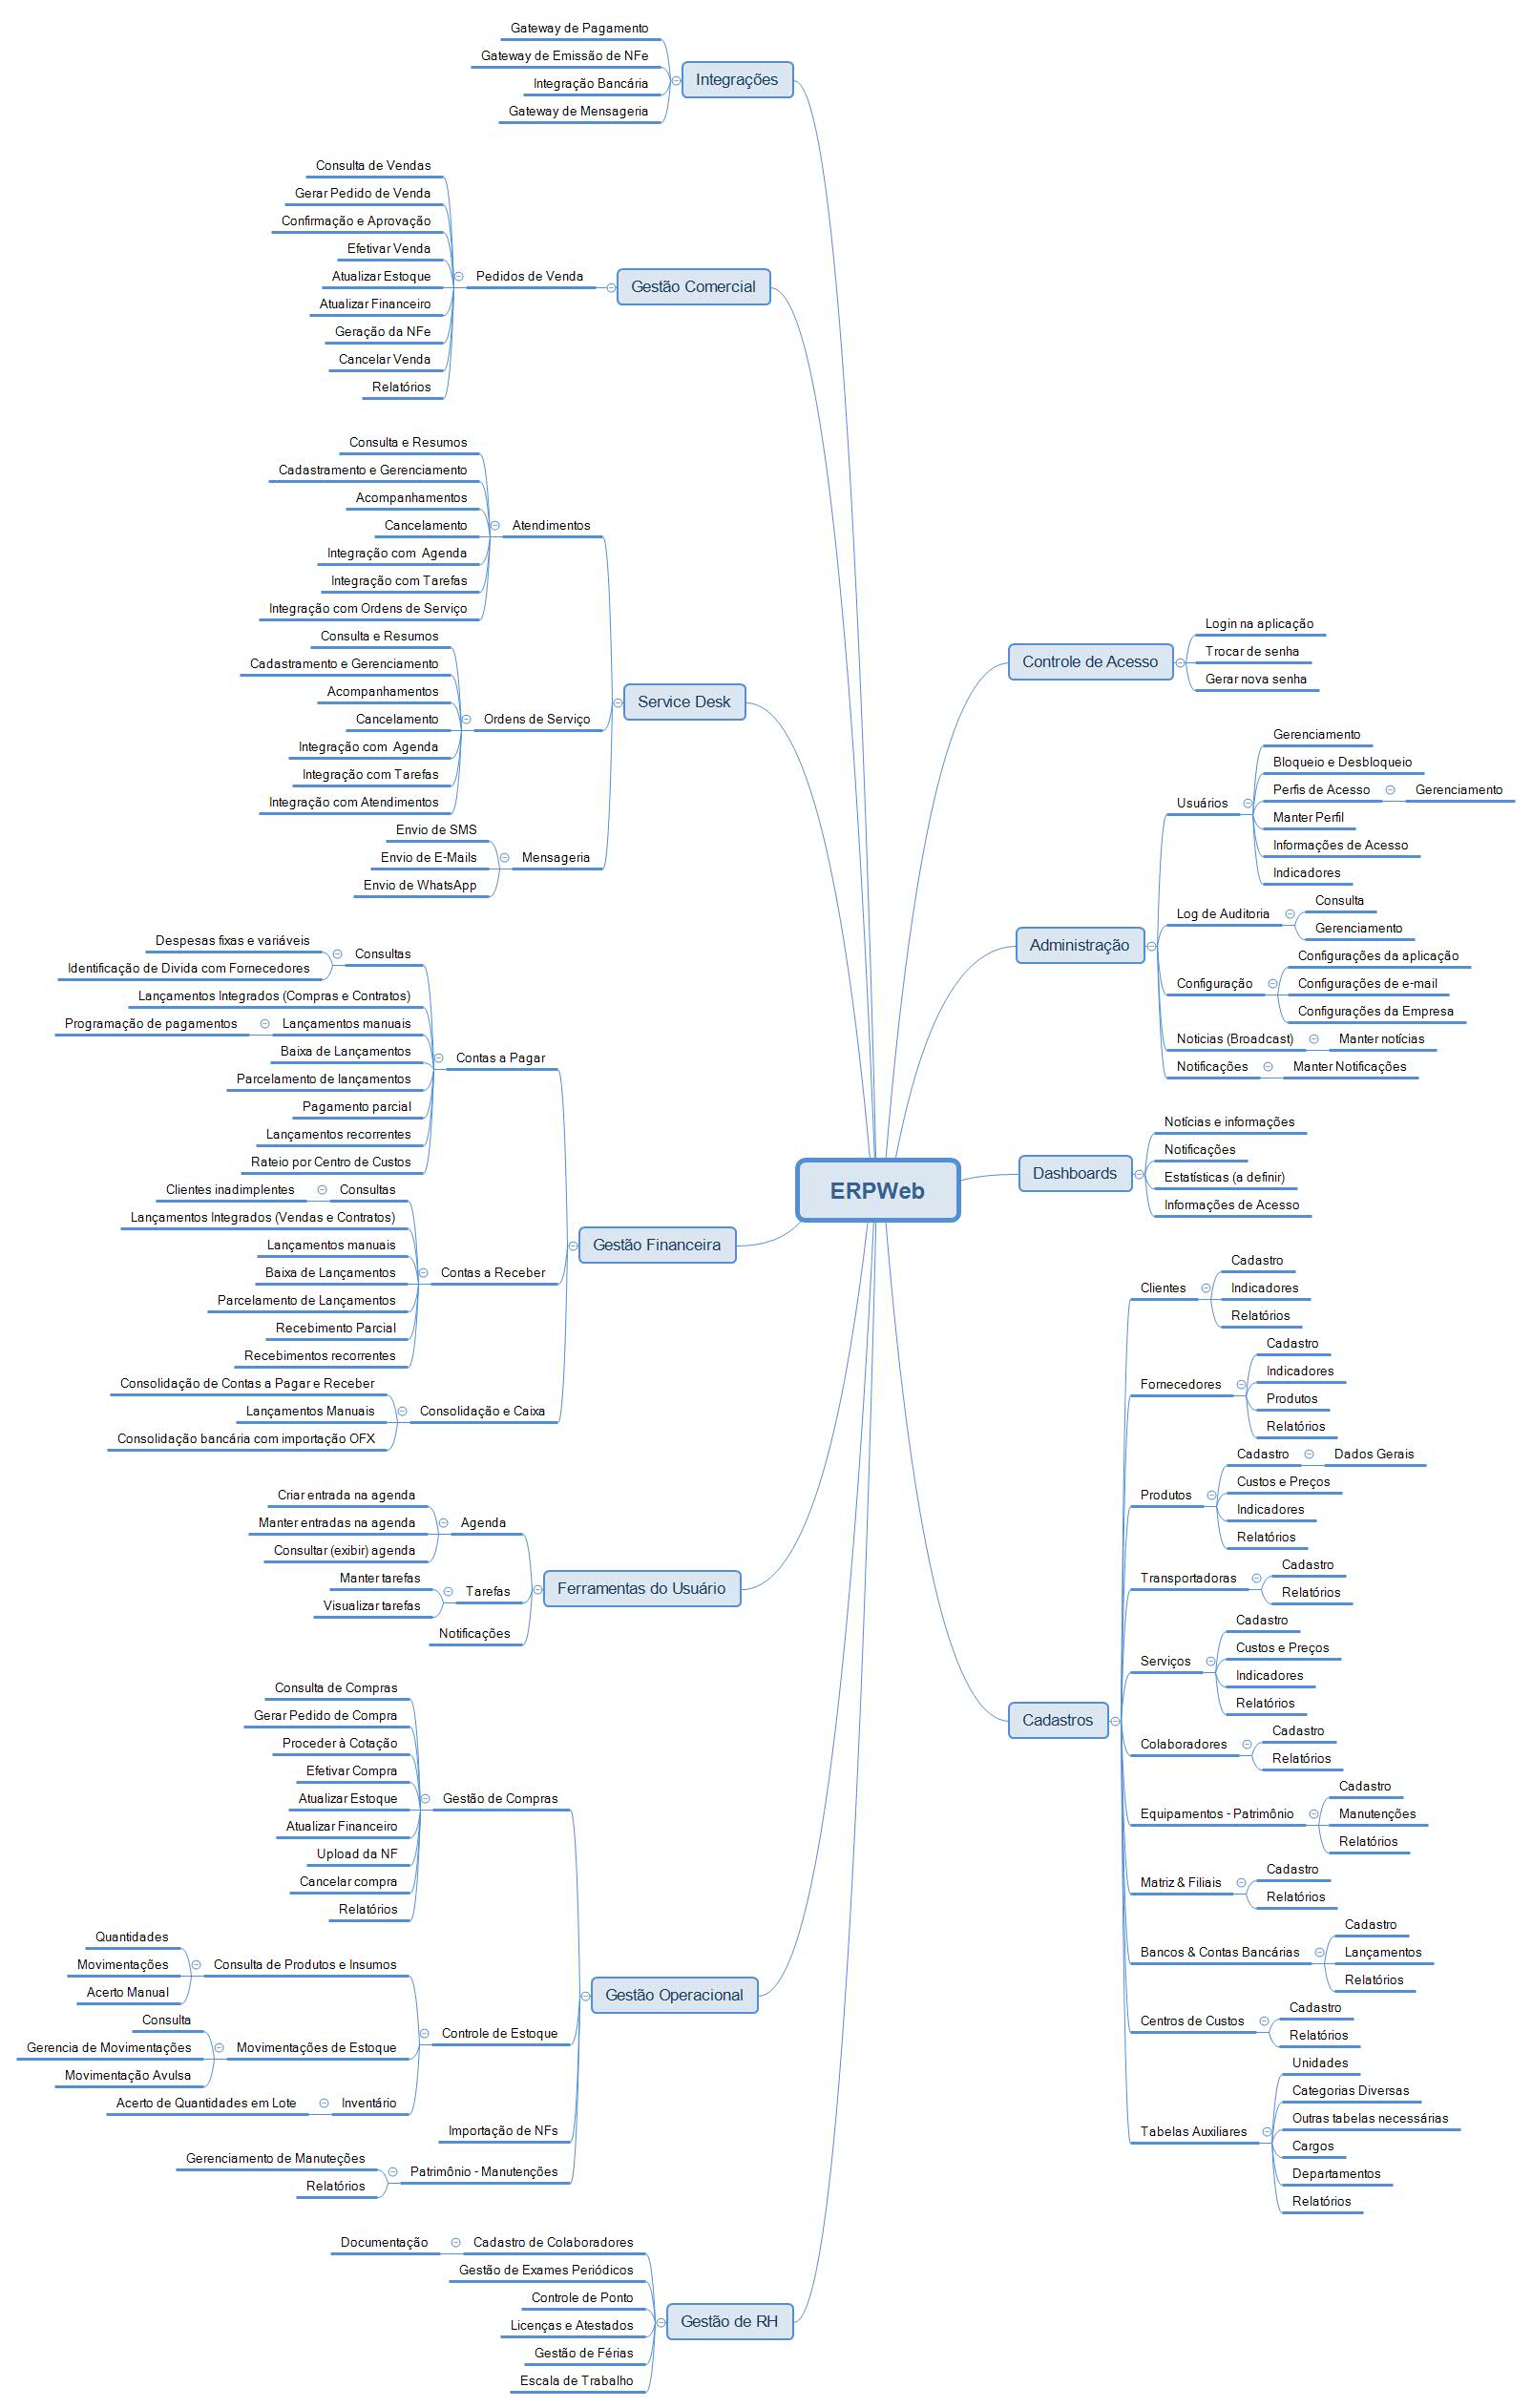 Gateway de Pagamento
Gateway de Emissão de NFe
Integração Bancária
Gateway de Mensageria
Integrações
Consulta de Vendas
Gerar Pedido de Venda
Confirmação e Aprovação
Efetivar Venda
Atualizar Estoque
Atualizar Financeiro
Geração da NFe
Cancelar Venda
Relatórios
Pedidos de Venda
Gestão Comercial
Consulta e Resumos
Cadastramento e Gerenciamento
Acompanhamentos
Cancelamento
Integração com  Agenda
Integração com Tarefas
Integração com Ordens de Serviço
Atendimentos
Consulta e Resumos
Cadastramento e Gerenciamento
Acompanhamentos
Cancelamento
Integração com  Agenda
Integração com Tarefas
Integração com Atendimentos
Ordens de Serviço
Envio de SMS
Envio de E-Mails
Envio de WhatsApp
Mensageria
Service Desk
Despesas fixas e variáveis
Identificação de Divida com Fornecedores
Consultas
Lançamentos Integrados (Compras e Contratos)
Programação de pagamentos
Lançamentos manuais
Baixa de Lançamentos
Parcelamento de lançamentos
Pagamento parcial
Lançamentos recorrentes
Rateio por Centro de Custos
Contas a Pagar
Clientes inadimplentes
Consultas
Lançamentos Integrados (Vendas e Contratos)
Lançamentos manuais
Baixa de Lançamentos
Parcelamento de Lançamentos
Recebimento Parcial
Recebimentos recorrentes
Contas a Receber
Consolidação de Contas a Pagar e Receber
Lançamentos Manuais
Consolidação bancária com importação OFX
Consolidação e Caixa
Gestão Financeira
Criar entrada na agenda
Manter entradas na agenda
Consultar (exibir) agenda
Agenda
Manter tarefas
Visualizar tarefas
Tarefas
Notificações
Ferramentas do Usuário
Consulta de Compras
Gerar Pedido de Compra
Proceder à Cotação
Efetivar Compra
Atualizar Estoque
Atualizar Financeiro
Upload da NF
Cancelar compra
Relatórios
Gestão de Compras
Quantidades
Movimentações
Acerto Manual
Consulta de Produtos e Insumos
Consulta
Gerencia de Movimentações
Movimentação Avulsa
Movimentações de Estoque
Acerto de Quantidades em Lote
Inventário
Controle de Estoque
Importação de NFs
Gerenciamento de Manuteções
Relatórios
Patrimônio - Manutenções
Gestão Operacional
Documentação
Cadastro de Colaboradores
Gestão de Exames Periódicos
Controle de Ponto
Licenças e Atestados
Gestão de Férias
Escala de Trabalho
Gestão de RH
ERPWeb
Controle de Acesso
Login na aplicação
Trocar de senha
Gerar nova senha
Administração
Usuários
Gerenciamento
Bloqueio e Desbloqueio
Perfis de Acesso
Gerenciamento
Manter Perfil
Informações de Acesso
Indicadores
Log de Auditoria
Consulta
Gerenciamento
Configuração
Configurações da aplicação
Configurações de e-mail
Configurações da Empresa
Noticias (Broadcast)
Manter notícias
Notificações
Manter Notificações
Dashboards
Notícias e informações
Notificações
Estatísticas (a definir)
Informações de Acesso
Cadastros
Clientes
Cadastro
Indicadores
Relatórios
Fornecedores
Cadastro
Indicadores
Produtos
Relatórios
Produtos
Cadastro
Dados Gerais
Custos e Preços
Indicadores
Relatórios
Transportadoras
Cadastro
Relatórios
Serviços
Cadastro
Custos e Preços
Indicadores
Relatórios
Colaboradores
Cadastro
Relatórios
Equipamentos - Patrimônio
Cadastro
Manutenções
Relatórios
Matriz & Filiais
Cadastro
Relatórios
Bancos & Contas Bancárias
Cadastro
Lançamentos
Relatórios
Centros de Custos
Cadastro
Relatórios
Tabelas Auxiliares
Unidades
Categorias Diversas
Outras tabelas necessárias
Cargos
Departamentos
Relatórios